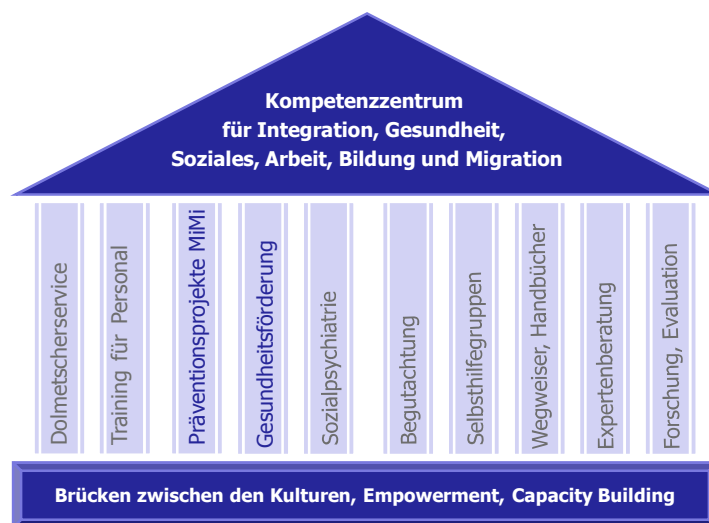 Kompetenzzentrum
für Integration, Gesundheit,
Soziales, Arbeit, Bildung und Migration
Dolmetscherservice
Training für Personal
Präventionsprojekte MiMi
Gesundheitsförderung
Sozialpsychiatrie
Begutachtung
Selbsthilfegruppen
Wegweiser, Handbücher
Expertenberatung
Forschung, Evaluation
Brücken zwischen den Kulturen, Empowerment, Capacity Building